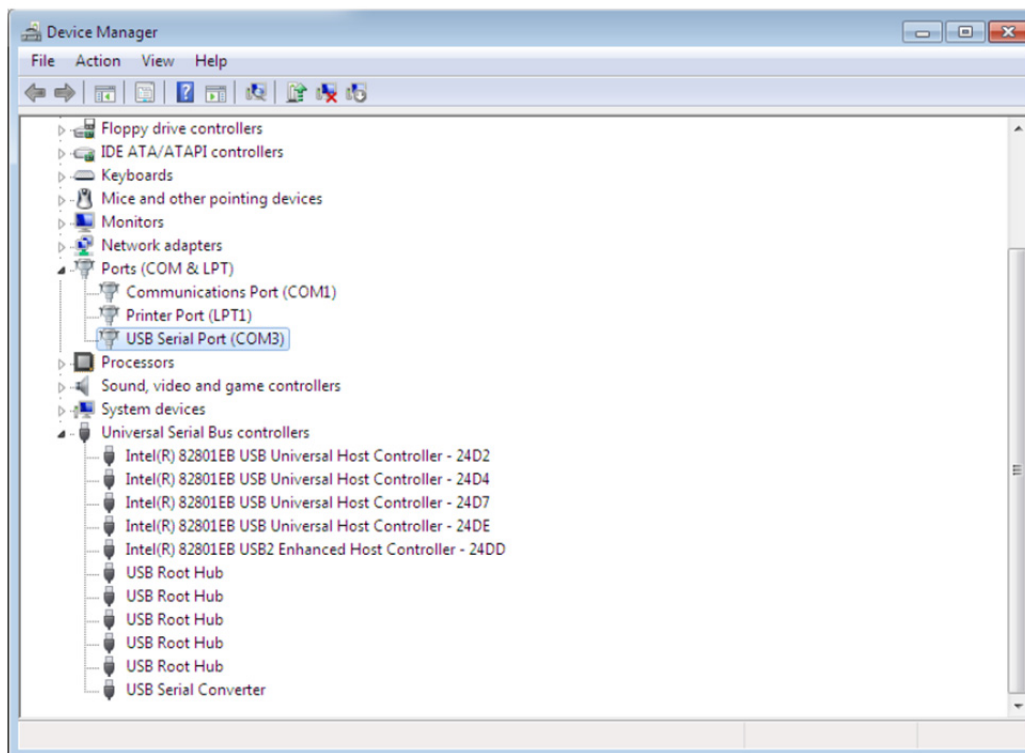 Device Manager
File Action View Help
Floppy drive controllers
IDE ATA/ATAPI controllers
Keyboards
Mice and other pointing devices
Monitors
Network adapters
Ports (COM & LPT)
Communications Port (COM1)
Printer Port (LPT1)
USB Serial Port (COM3)
Processors
Sound, video and game controllers
System devices
Universal Serial Bus controllers
Intel(R) 82801EB USB Universal Host Controller - 24D2
Intel(R) 82801EB USB Universal Host Controller - 24D4
Intel(R) 82801EB USB Universal Host Controller - 24D7
Intel(R) 82801EB USB Universal Host Controller - 24DE
Intel(R) 82801EB USB2 Enhanced Host Controller - 24DD
USB Root Hub
USB Root Hub
USB Root Hub
USB Root Hub
USB Root Hub
USB Serial Converter